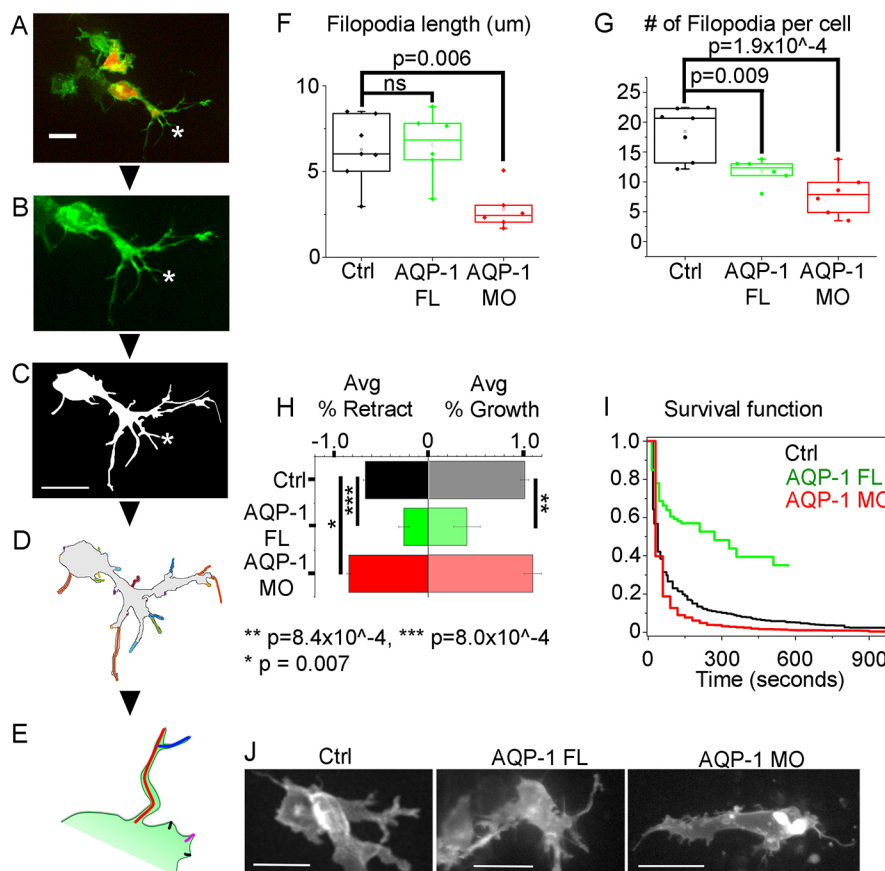 A
*
B
*
C
*
D
E
F Filopodia length (um)
p=0.006
ns
10
5
0
Ctrl AQP-1 FL AQP-1 MO
G # of Filopodia per cell
p=1.9x10^-4
p=0.009
25
20
15
10
5
0
Ctrl AQP-1 FL AQP-1 MO
H Avg % Retract Avg % Growth
-1.0 0 1.0
Ctrl
AQP-1 FL
AQP-1 MO
* *** **
** p=8.4x10^-4, *** p=8.0x10^-4
* p = 0.007
I Survival function
Ctrl
AQP-1 FL
AQP-1 MO
1.0
0.8
0.6
0.4
0.2
0
0 300 600 900
Time (seconds)
J Ctrl AQP-1 FL AQP-1 MO